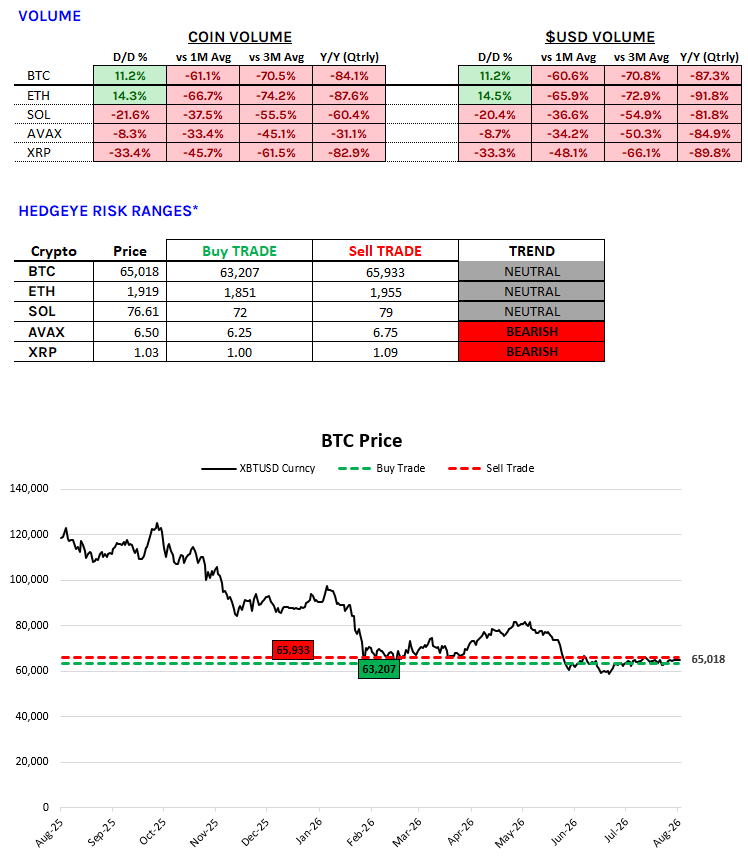 VOLUME
COIN VOLUME $USD VOLUME
D/D % vs 1M Avg vs 3M Avg Y/Y (Qtrly) D/D % vs 1M Avg vs 3M Avg Y/Y (Qtrly)
BTC 11.2% -61.1% -70.5% -84.1% 11.2% -60.6% -70.8% -87.3%
ETH 14.3% -66.7% -74.2% -87.6% 14.5% -65.9% -72.9% -91.8%
SOL -21.6% -37.5% -55.5% -60.4% -20.4% -36.6% -54.9% -81.8%
AVAX -8.3% -33.4% -45.1% -31.1% -8.7% -34.2% -50.3% -84.9%
XRP -33.4% -45.7% -61.5% -82.9% -33.3% -48.1% -66.1% -89.8%
HEDGEYE RISK RANGES*
Crypto Price Buy TRADE Sell TRADE TREND
BTC 65,018 63,207 65,933 NEUTRAL
ETH 1,919 1,851 1,955 NEUTRAL
SOL 76.61 72 79 NEUTRAL
AVAX 6.50 6.25 6.75 BEARISH
XRP 1.03 1.00 1.09 BEARISH
BTC Price
XBTUSD Curncy Buy Trade Sell Trade
140,000
120,000
100,000
80,000
65,933
65,018
63,207
60,000
40,000
20,000
0
Aug-25 Sep-25 Oct-25 Nov-25 Dec-25 Jan-26 Feb-26 Mar-26 Apr-26 May-26 Jun-26 Jul-26 Aug-26